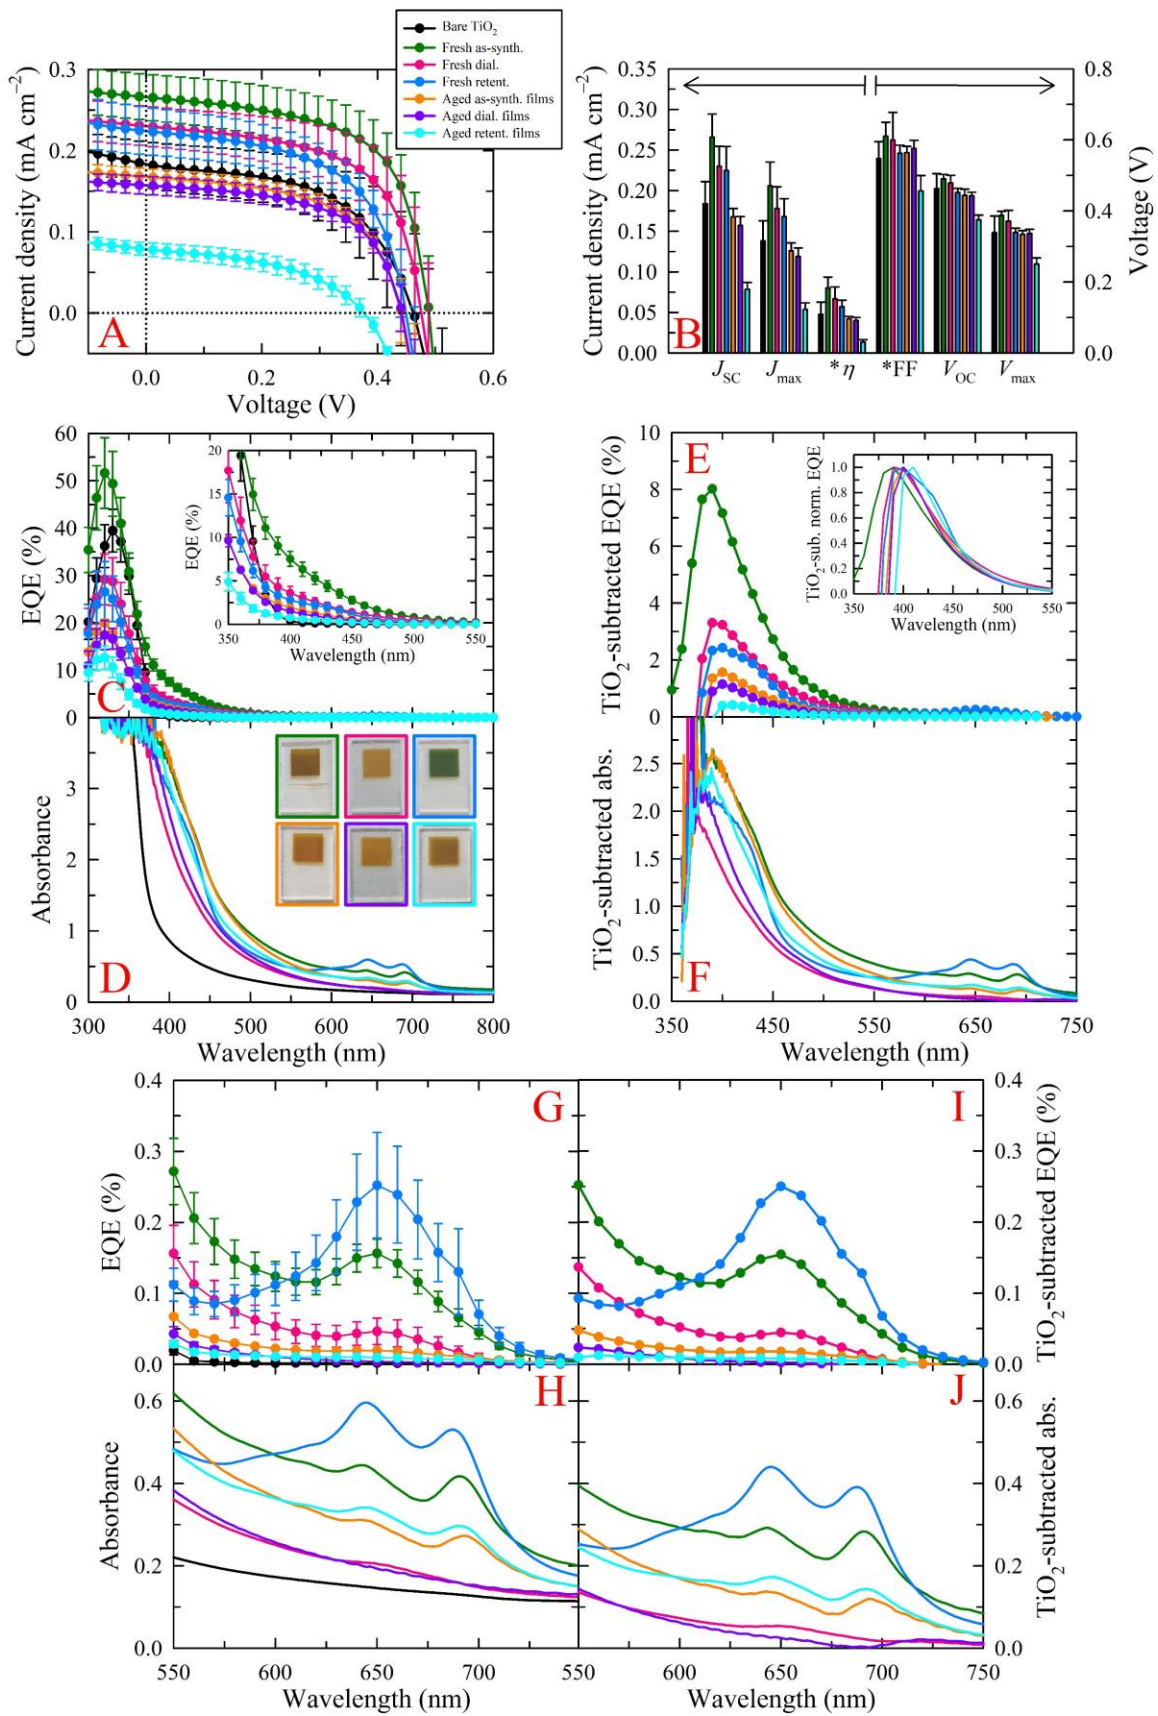 Bare TiO2
Fresh as-synth.
Fresh dial.
Fresh retent.
Aged as-synth. films
Aged dial. films
Aged retent. films
Current density (mA cm−2)
0.3
0.2
0.1
0.0
A
0.0 0.2 0.4 0.6
Voltage (V)
Current density (mA cm−2)
0.35
0.30
0.25
0.20
0.15
0.10
0.05
0.00
B
JSC Jmax *η *FF VOC Vmax
0.8
0.6
0.4
0.2
0.0
Voltage (V)
EQE (%)
60
50
40
30
20
10
0
C
EQE (%)
20
15
10
5
0
350 400 450 500 550
Wavelength (nm)
Absorbance
3
2
1
0
D
300 350 400 450 500 550 600 650 700 750 800
Wavelength (nm)
TiO2-subtracted EQE (%)
10
8
6
4
2
0
E
TiO2-sub. norm. EQE
1.0
0.8
0.6
0.4
0.2
0.0
350 400 450 500 550
Wavelength (nm)
TiO2-subtracted abs.
2.5
2.0
1.5
1.0
0.5
0.0
F
350 450 550 650 750
Wavelength (nm)
EQE (%)
0.4
0.3
0.2
0.1
0.0
G
I
0.4
0.3
0.2
0.1
0.0
TiO2-subtracted EQE (%)
Absorbance
0.6
0.4
0.2
0.0
H
550 600 650 700
Wavelength (nm)
J
550 600 650 700 750
Wavelength (nm)
0.6
0.4
0.2
0.0
TiO2-subtracted abs.